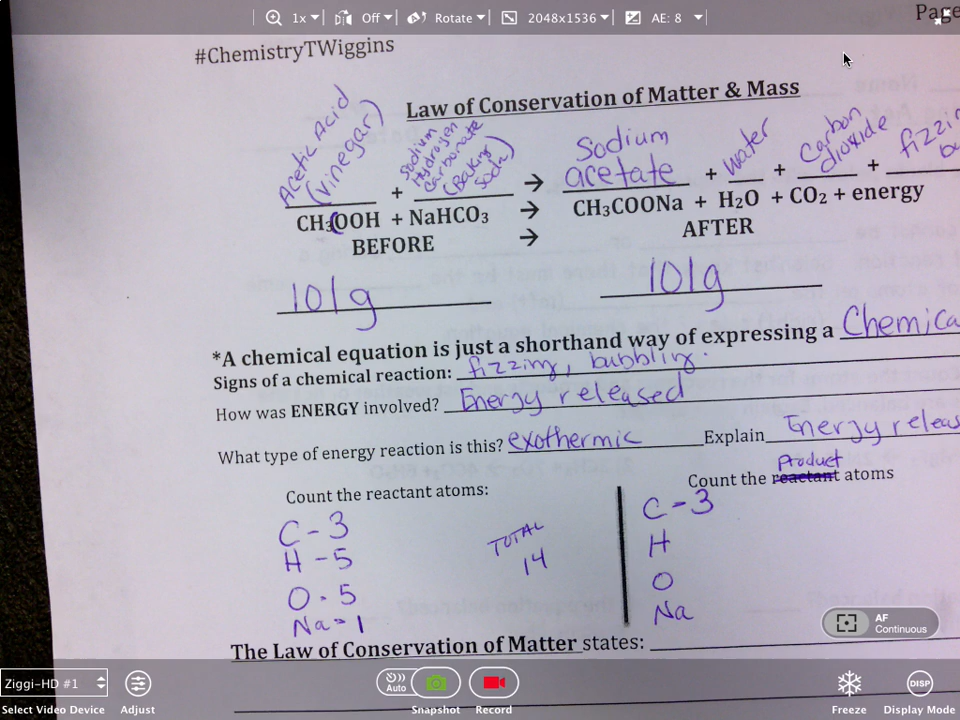 1x Off Rotate 2048x1536 AE: 8
Page
#ChemistryTWiggins
Law of Conservation of Matter & Mass
Acetic Acid (Vinegar) + Sodium Hydrogen Carbonate (Baking Soda) → Sodium acetate + water + Carbon dioxide +
CH3COOH + NaHCO3 → CH3COONa + H2O + CO2 + energy
BEFORE → AFTER
101g 101g
*A chemical equation is just a shorthand way of expressing a Chemica
Signs of a chemical reaction: fizzing, bubbling.
How was ENERGY involved? Energy released
What type of energy reaction is this? exothermic Explain Energy releas
Count the reactant atoms: Count the reactant Product atoms
C - 3 C - 3
H - 5 TOTAL H
O - 5 14 O
Na = 1 Na
The Law of Conservation of Matter states:
AF
Continuous
Ziggi-HD #1
Auto
Select Video Device Adjust Snapshot Record Freeze Display Mode
DISP